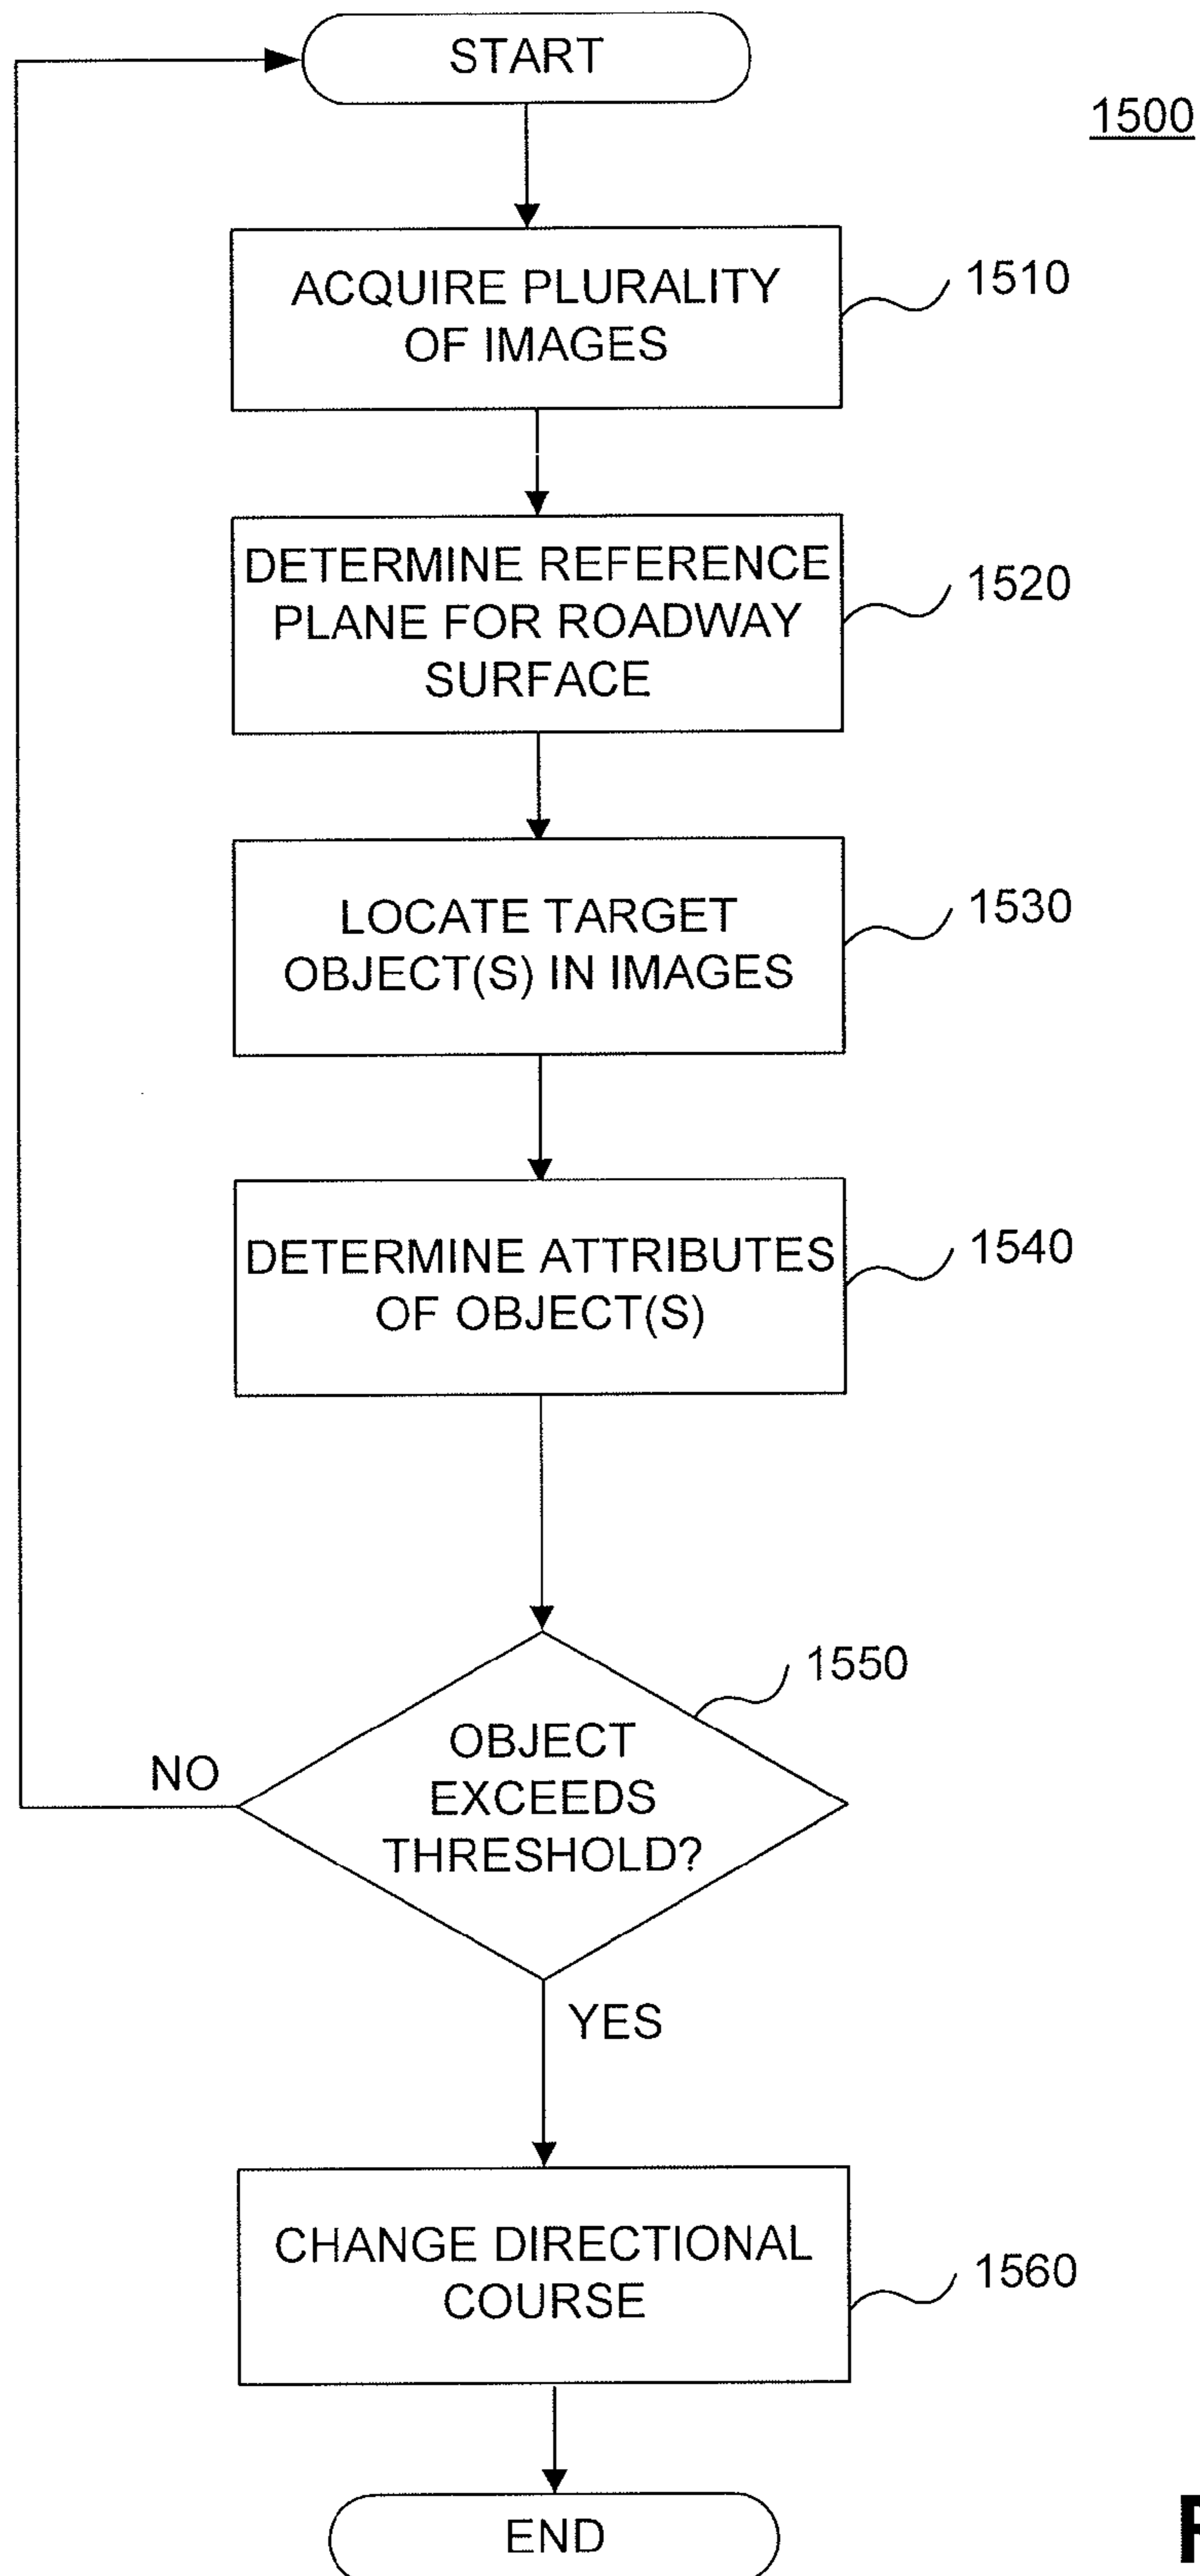 START
1500
ACQUIRE PLURALITY
OF IMAGES
1510
DETERMINE REFERENCE
PLANE FOR ROADWAY
SURFACE
1520
LOCATE TARGET
OBJECT(S) IN IMAGES
1530
DETERMINE ATTRIBUTES
OF OBJECT(S)
1540
1550
OBJECT
EXCEEDS
THRESHOLD?
NO
YES
CHANGE DIRECTIONAL
COURSE
1560
END